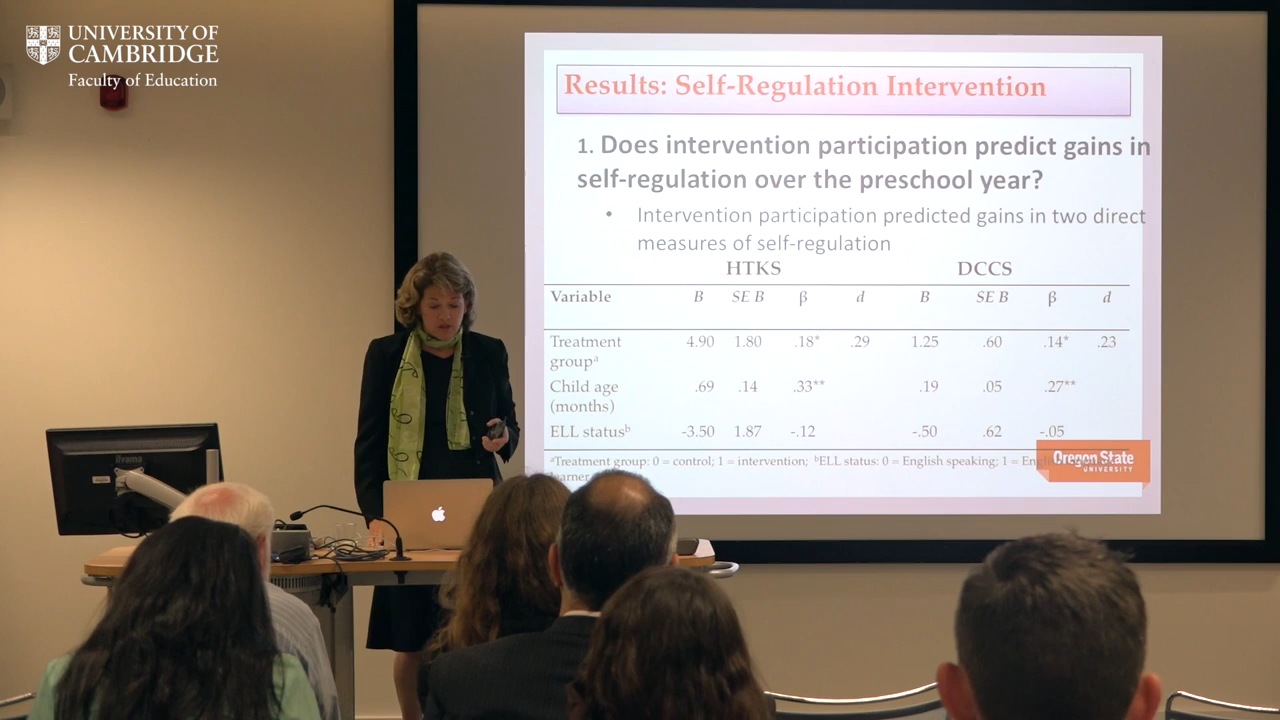 UNIVERSITY OF
CAMBRIDGE
Faculty of Education
Results: Self-Regulation Intervention
1. Does intervention participation predict gains in
self-regulation over the preschool year?
• Intervention participation predicted gains in two direct
measures of self-regulation
HTKS DCCS
Variable B SE B β d B SE B β d
Treatment 4.90 1.80 .18* .29 1.25 .60 .14* .23
groupᵃ
Child age .69 .14 .33** .19 .05 .27**
(months)
ELL statusᵇ -3.50 1.87 -.12 -.50 .62 -.05
ᵃTreatment group: 0 = control; 1 = intervention; ᵇELL status: 0 = English speaking; 1 =
Oregon State
UNIVERSITY
iiyama